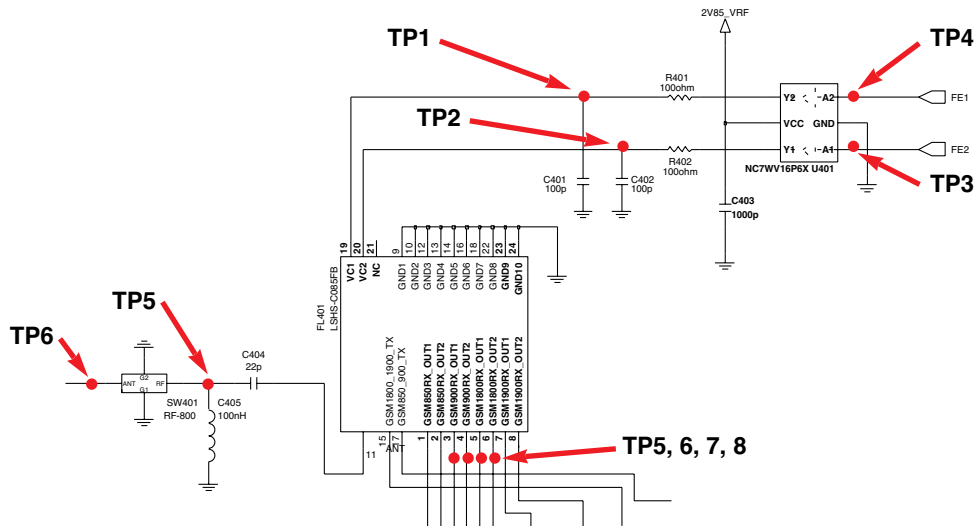 2V85_VRF
TP1
TP4
R401
100ohm
Y2
A2
FE1
TP2
VCC
GND
Y1
A1
FE2
R402
100ohm
NC7WV16P6X U401
TP3
C401
100p
C402
100p
C403
1000p
19
20
21
9
10
12
13
14
16
18
22
23
24
VC1
VC2
NC
GND1
GND2
GND3
GND4
GND5
GND6
GND7
GND8
GND9
GND10
FL401
LSHS-C085FB
TP5
TP6
C404
22p
G2
ANT
RF
G1
SW401
RF-800
C405
100nH
GSM1800_1900_TX
GSM850_900_TX
GSM850RX_OUT1
GSM850RX_OUT2
GSM900RX_OUT1
GSM900RX_OUT2
GSM1800RX_OUT1
GSM1800RX_OUT2
GSM1900RX_OUT1
GSM1900RX_OUT2
ANT
11
15
17
1
2
3
4
5
6
7
8
TP5, 6, 7, 8